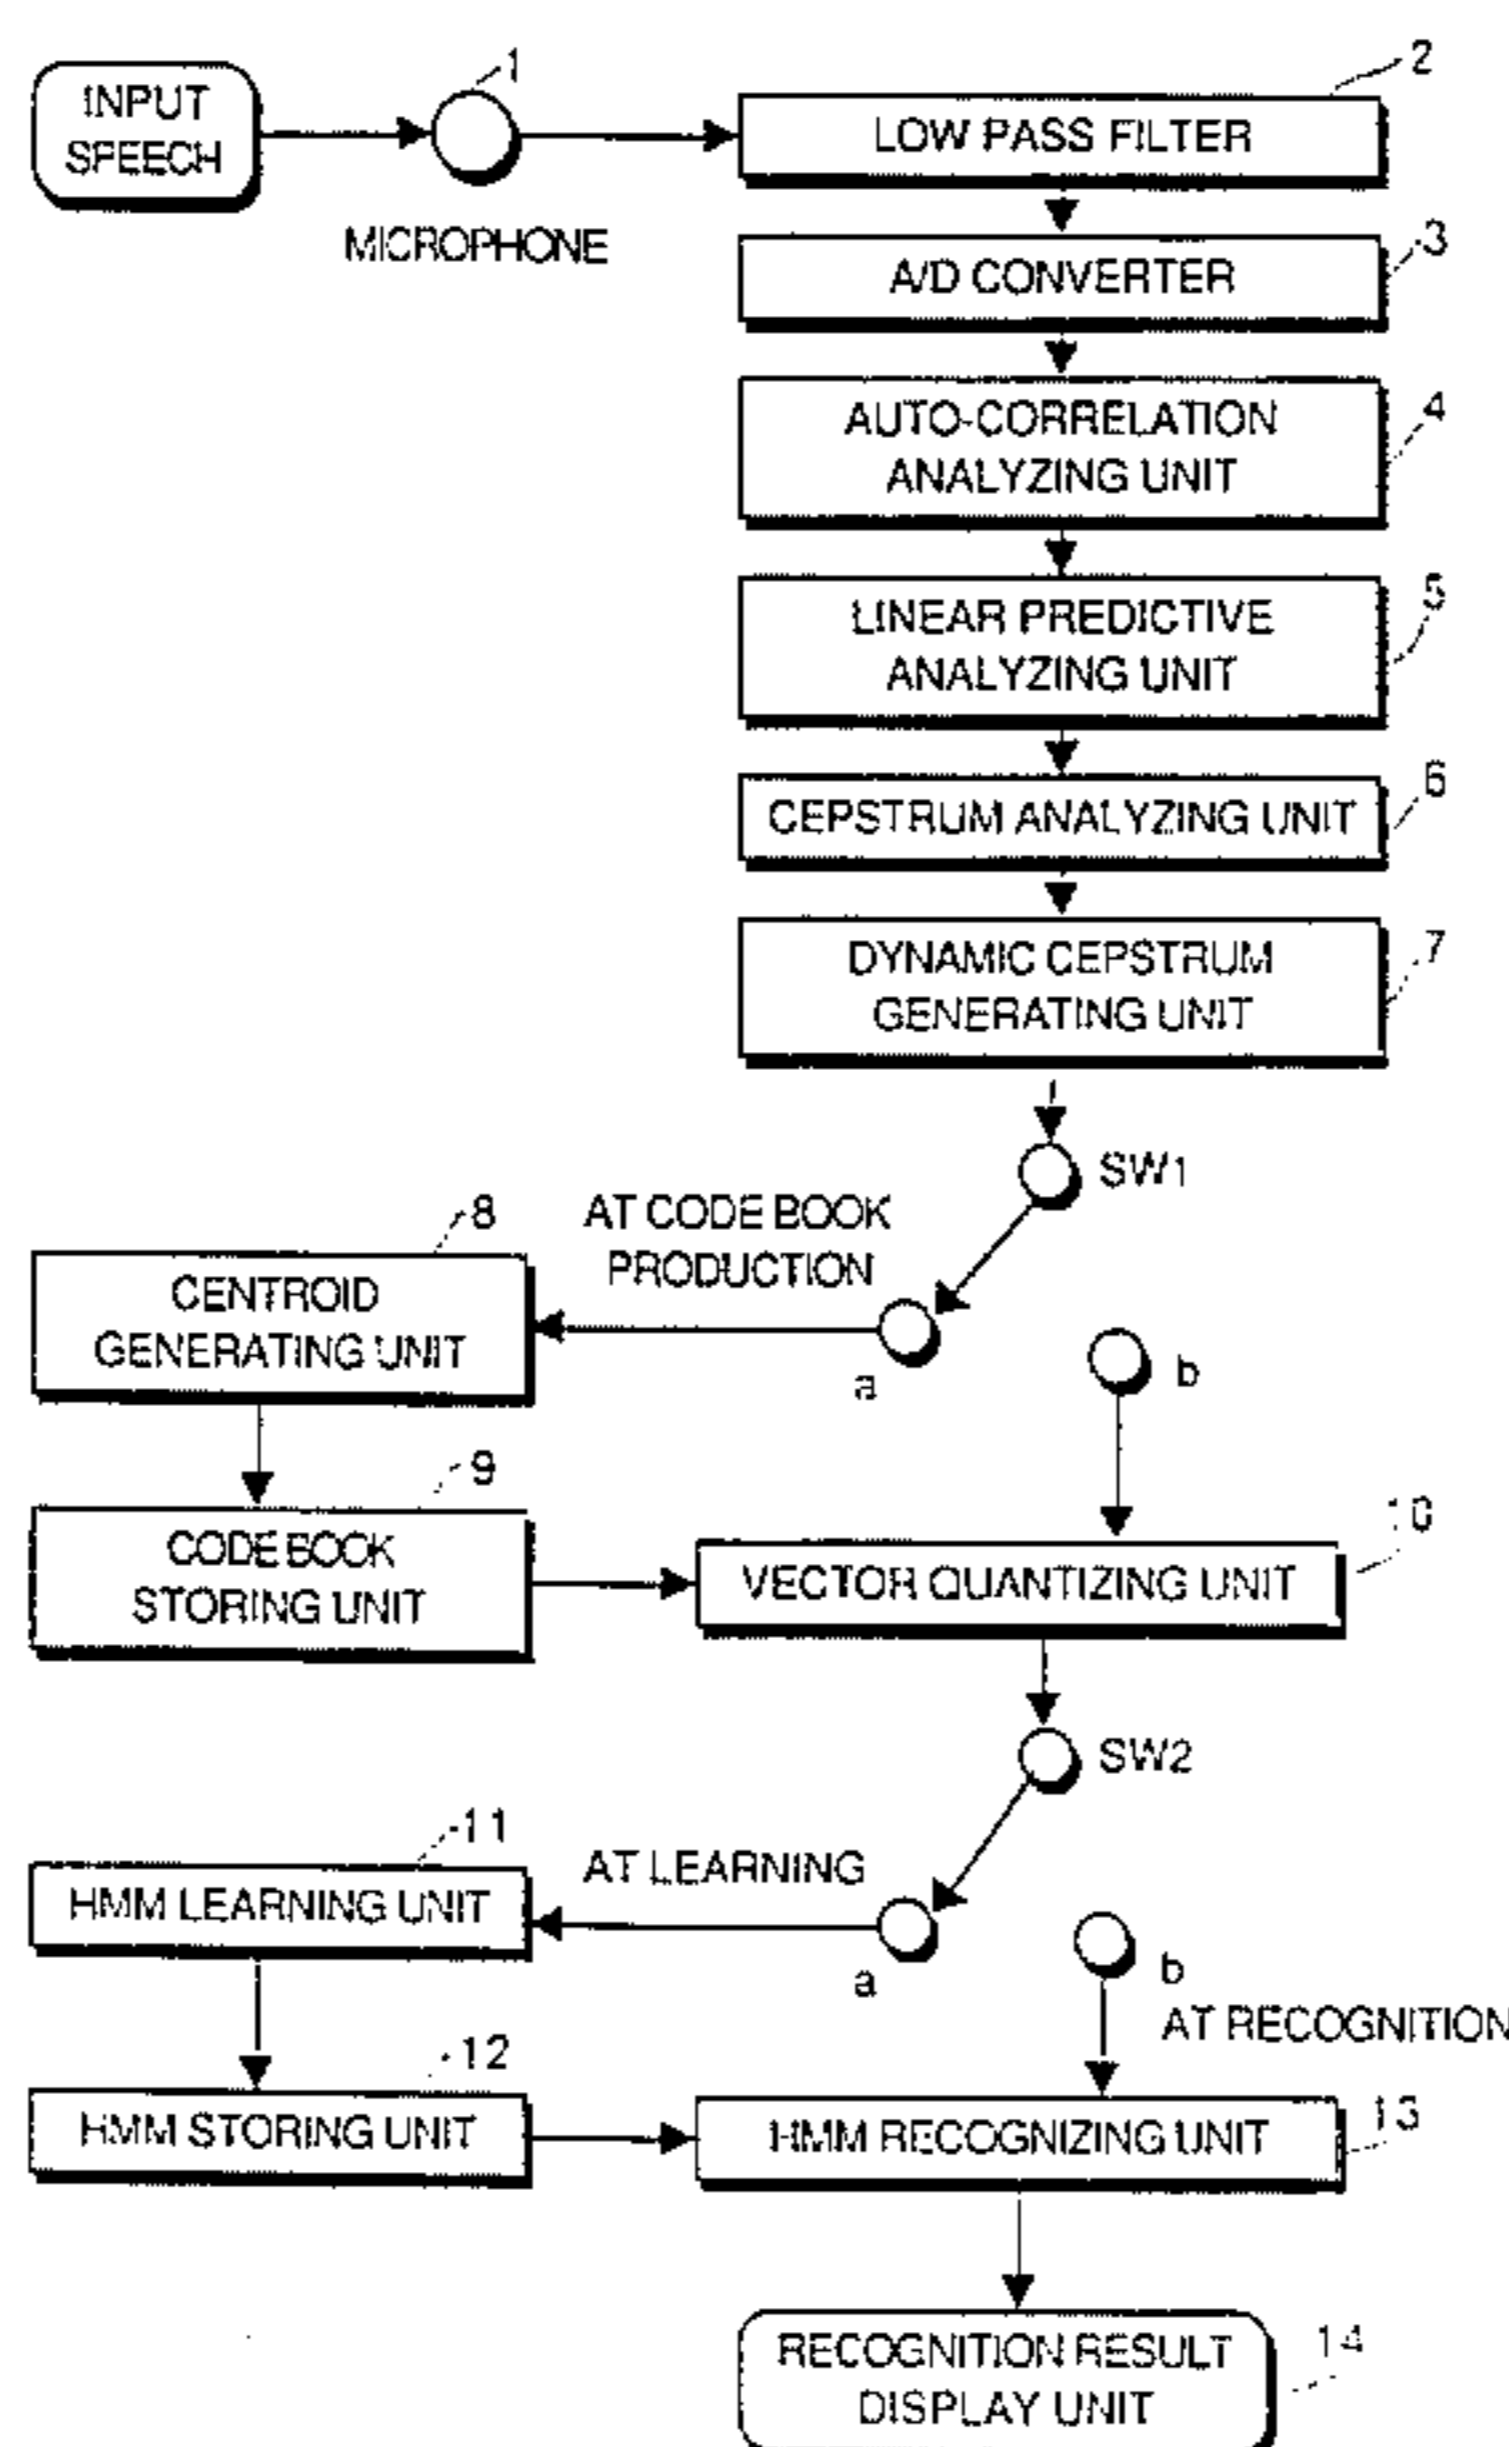 INPUT
SPEECH
1
MICROPHONE
2
LOW PASS FILTER
3
A/D CONVERTER
4
AUTO-CORRELATION
ANALYZING UNIT
5
LINEAR PREDICTIVE
ANALYZING UNIT
6
CEPSTRUM ANALYZING UNIT
7
DYNAMIC CEPSTRUM
GENERATING UNIT
SW1
8
AT CODE BOOK
PRODUCTION
CENTROID
GENERATING UNIT
a
b
9
CODE BOOK
STORING UNIT
10
VECTOR QUANTIZING UNIT
SW2
11
AT LEARNING
HMM LEARNING UNIT
a
b
AT RECOGNITION
12
HMM STORING UNIT
13
HMM RECOGNIZING UNIT
14
RECOGNITION RESULT
DISPLAY UNIT